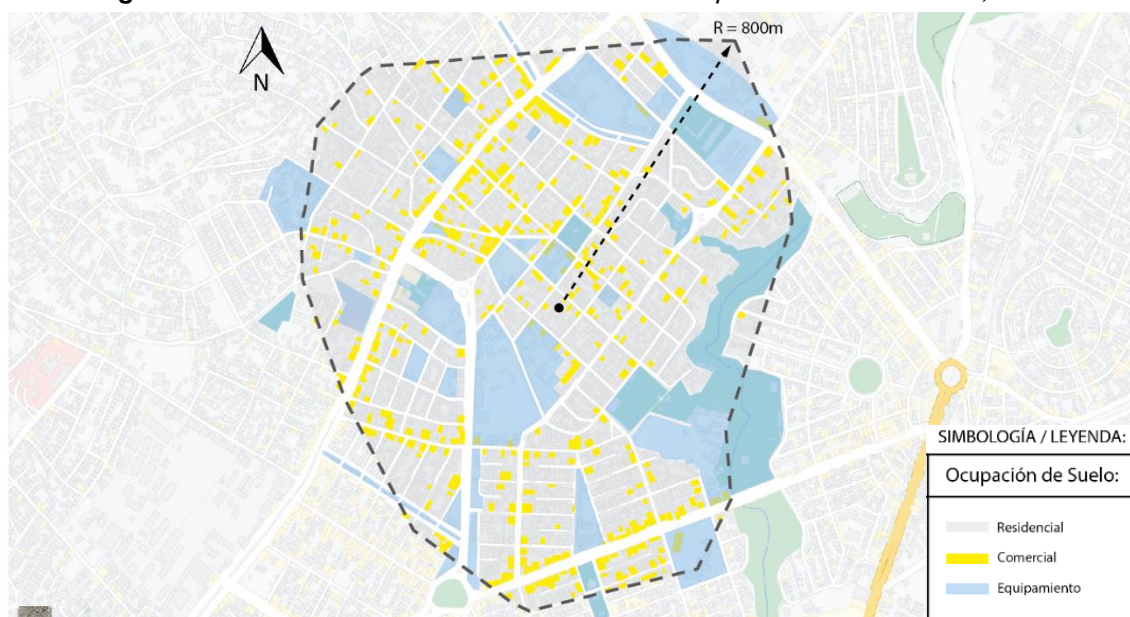 R = 800m
N
SIMBOLOGÍA / LEYENDA:
Ocupación de Suelo:
Residencial
Comercial
Equipamiento